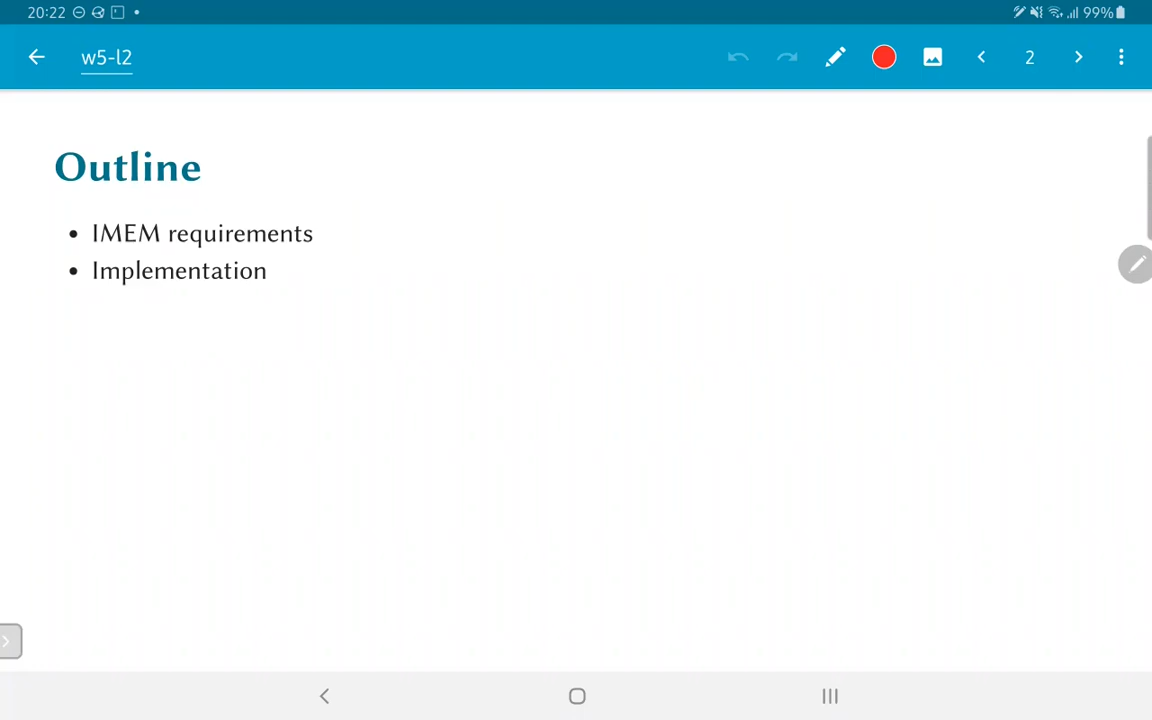 20:22 99%
w5-l2 2
Outline
• IMEM requirements
• Implementation